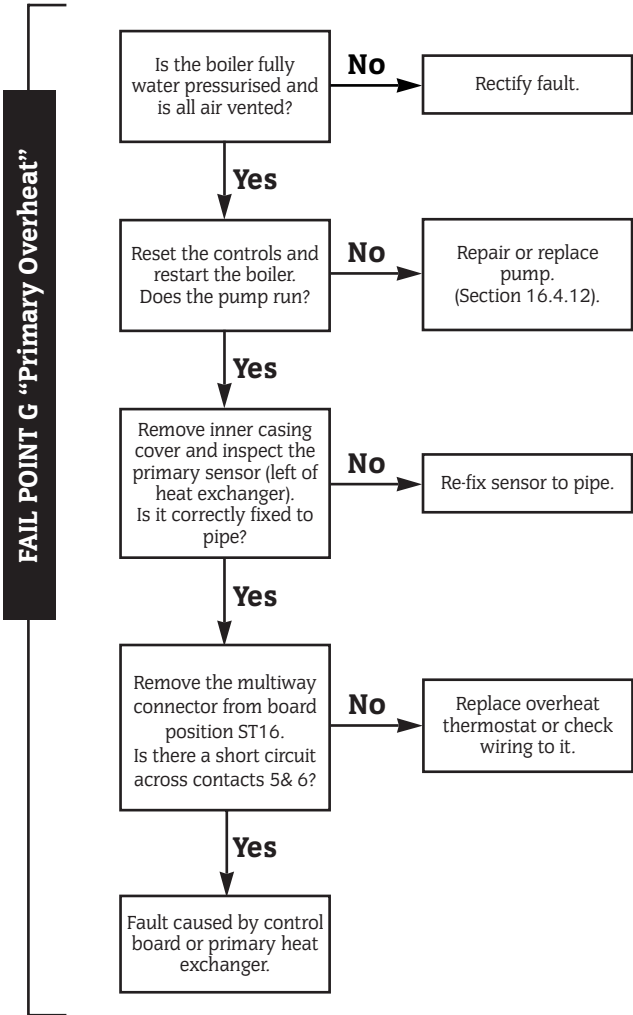 FAIL POINT G “Primary Overheat”
Is the boiler fully
water pressurised and
is all air vented?
No
Rectify fault.
Yes
Reset the controls and
restart the boiler.
Does the pump run?
No
Repair or replace
pump.
(Section 16.4.12).
Yes
Remove inner casing
cover and inspect the
primary sensor (left of
heat exchanger).
Is it correctly fixed to
pipe?
No
Re-fix sensor to pipe.
Yes
Remove the multiway
connector from board
position ST16.
Is there a short circuit
across contacts 5& 6?
No
Replace overheat
thermostat or check
wiring to it.
Yes
Fault caused by control
board or primary heat
exchanger.